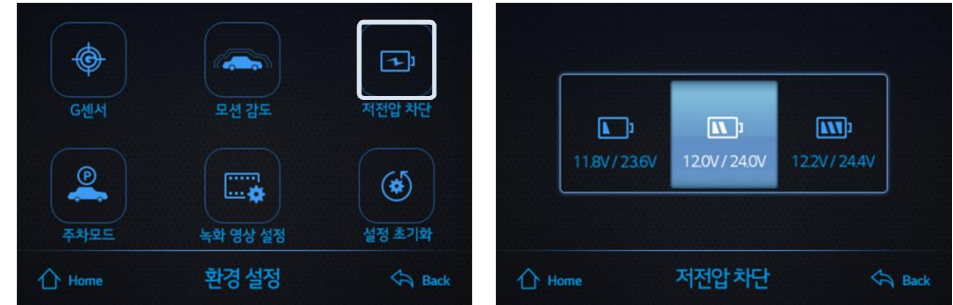 G
G센서
모션 감도
저전압 차단
P
주차모드
녹화 영상 설정
설정 초기화
Home
환경 설정
Back
11.8V / 23.6V
12.0V / 24.0V
12.2V / 24.4V
Home
저전압 차단
Back